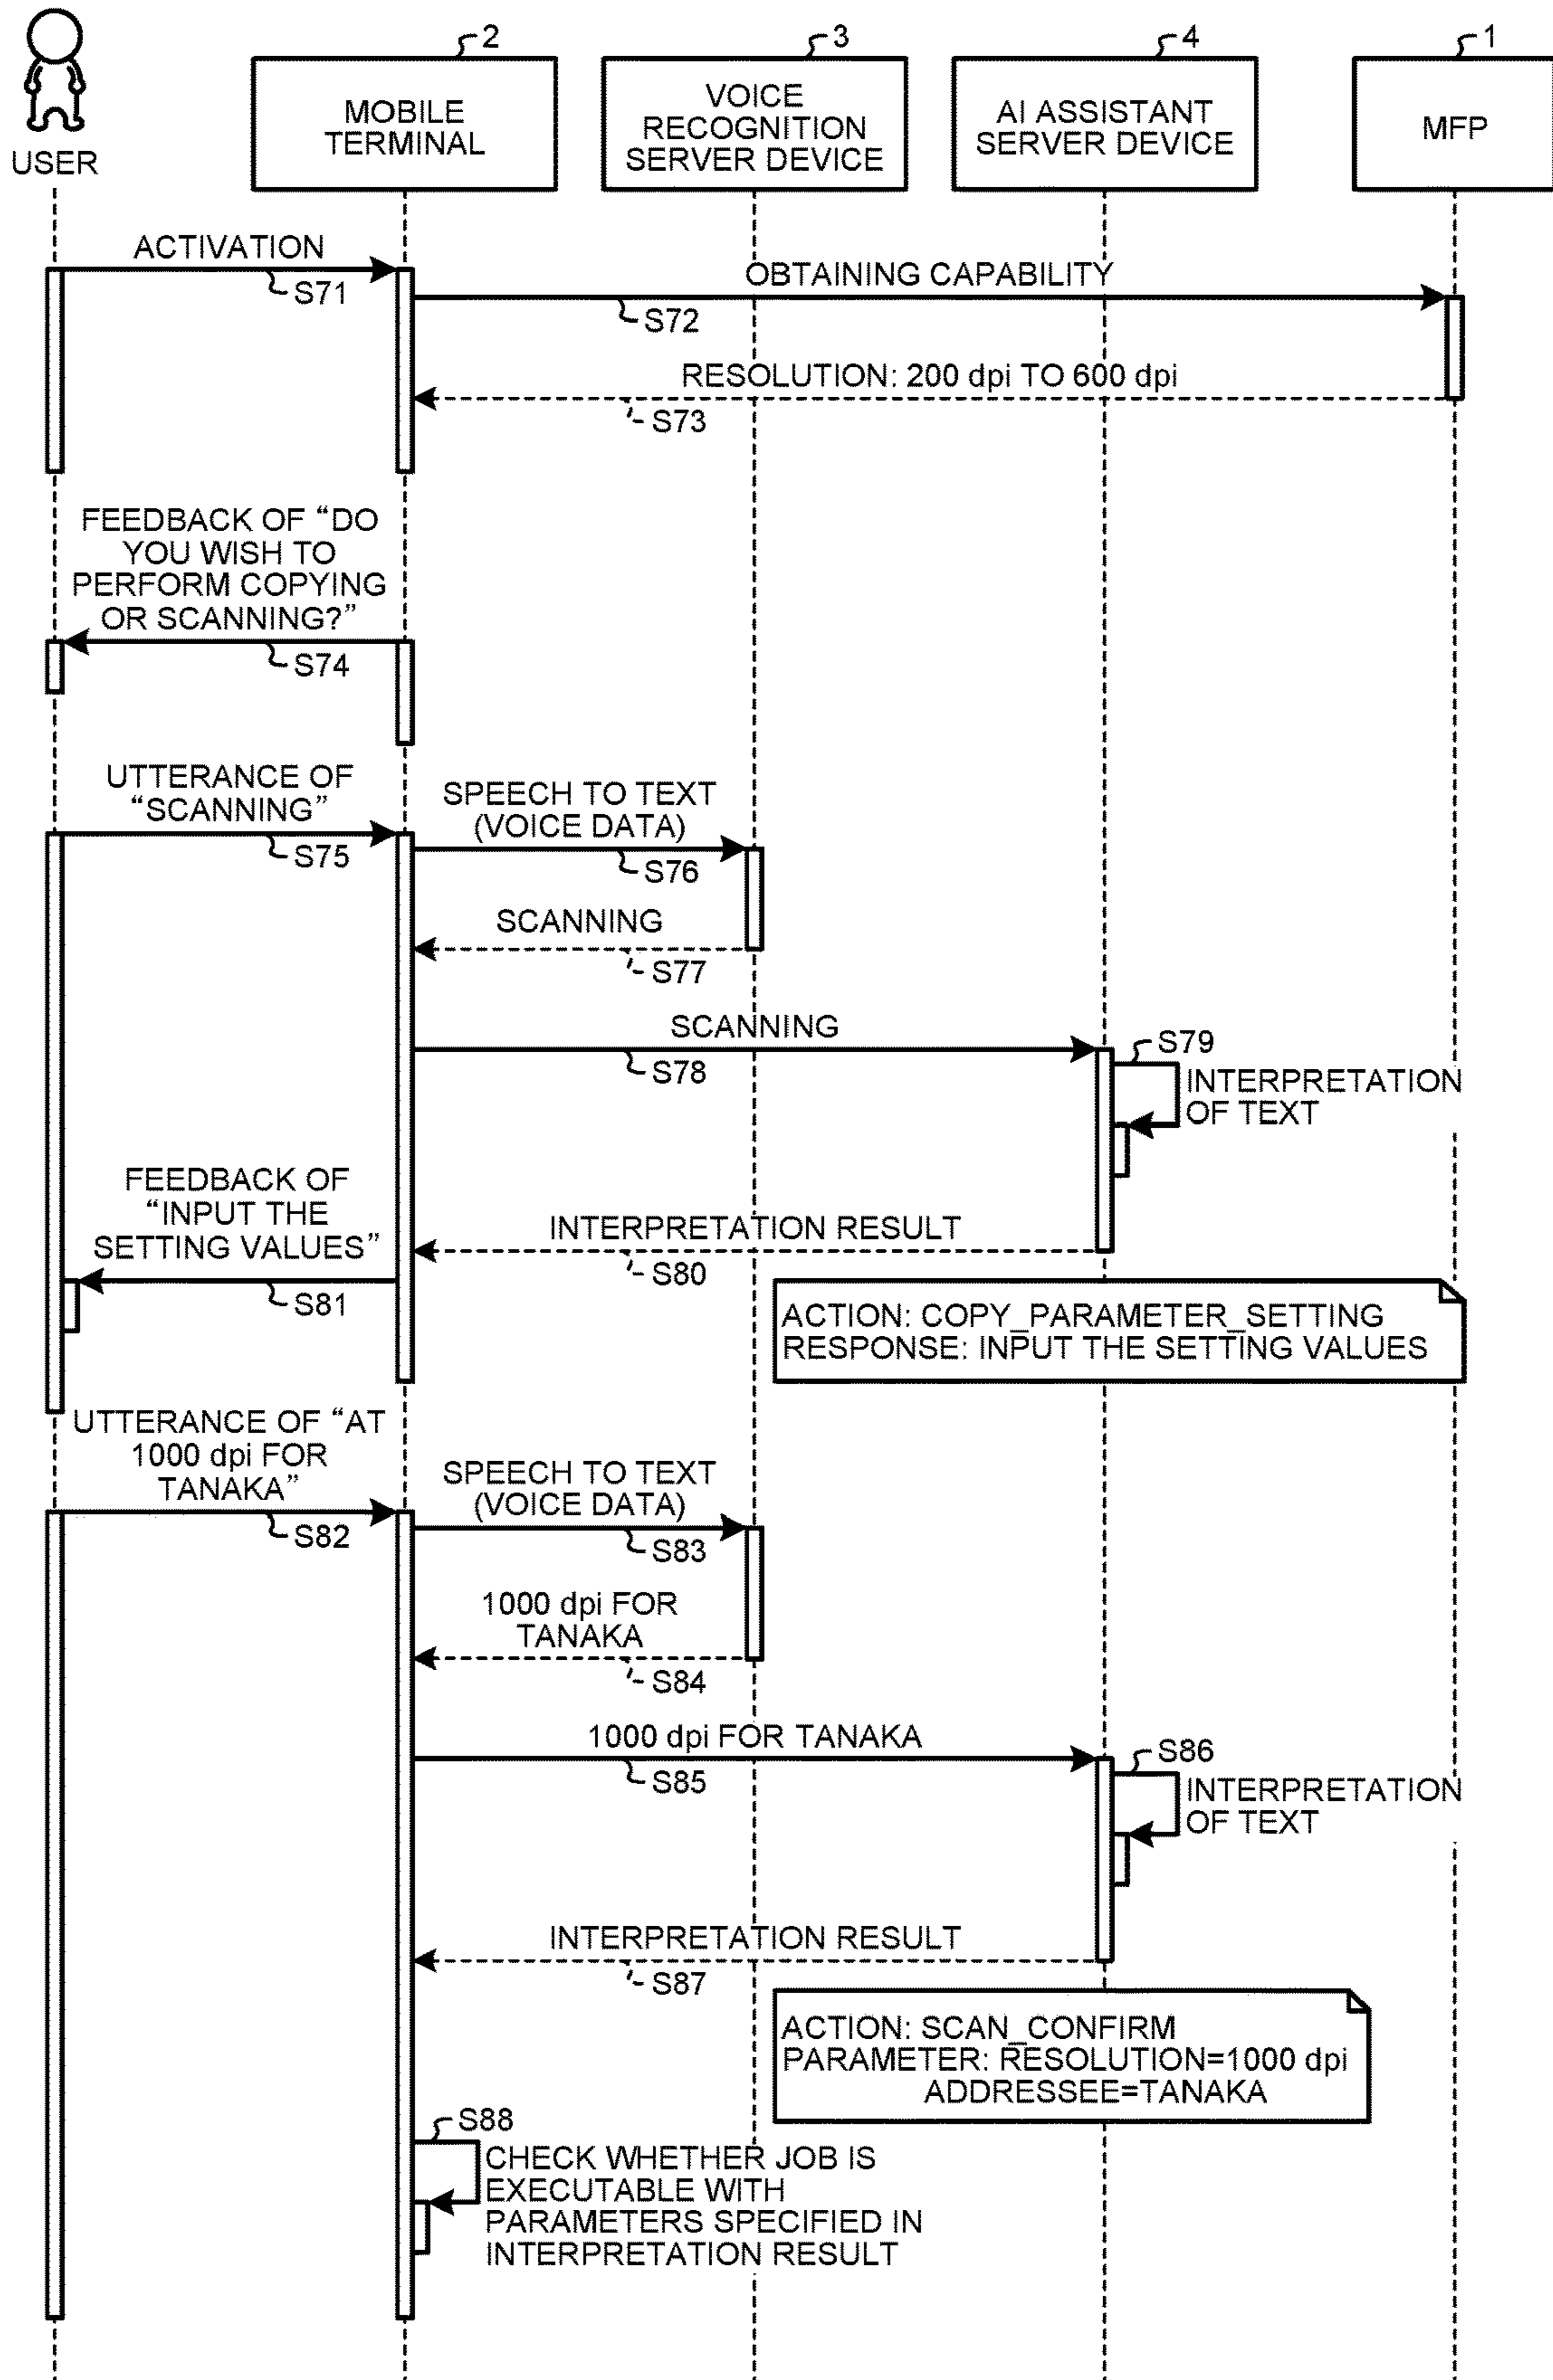 2
3
4
1
MOBILE
TERMINAL
VOICE
RECOGNITION
SERVER DEVICE
AI ASSISTANT
SERVER DEVICE
MFP
USER
ACTIVATION
S71
OBTAINING CAPABILITY
S72
RESOLUTION: 200 dpi TO 600 dpi
S73
FEEDBACK OF “DO
YOU WISH TO
PERFORM COPYING
OR SCANNING?”
S74
UTTERANCE OF
“SCANNING”
S75
SPEECH TO TEXT
(VOICE DATA)
S76
SCANNING
S77
SCANNING
S78
S79
INTERPRETATION
OF TEXT
INTERPRETATION RESULT
S80
FEEDBACK OF
“INPUT THE
SETTING VALUES”
S81
ACTION: COPY_PARAMETER_SETTING
RESPONSE: INPUT THE SETTING VALUES
UTTERANCE OF “AT
1000 dpi FOR
TANAKA”
S82
SPEECH TO TEXT
(VOICE DATA)
S83
1000 dpi FOR
TANAKA
S84
1000 dpi FOR TANAKA
S85
S86
INTERPRETATION
OF TEXT
INTERPRETATION RESULT
S87
ACTION: SCAN_CONFIRM
PARAMETER: RESOLUTION=1000 dpi
ADDRESSEE=TANAKA
S88
CHECK WHETHER JOB IS
EXECUTABLE WITH
PARAMETERS SPECIFIED IN
INTERPRETATION RESULT